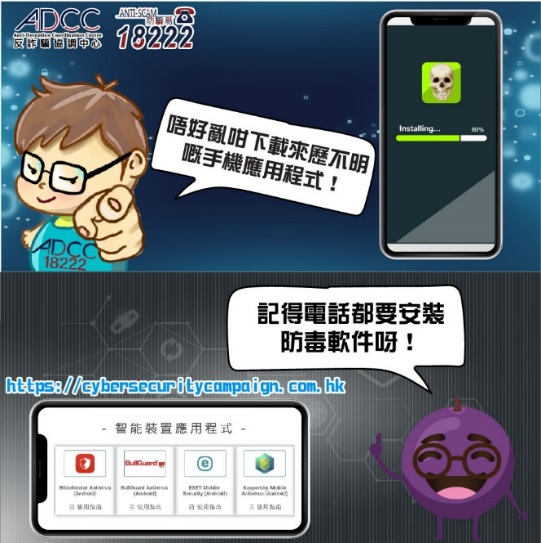 ADCC
Anti-Deception Coordination Centre
反詐騙協調中心
ANTI-SCAM
防騙易
18222
唔好亂咁下載來歷不明
嘅手機應用程式！
Installing...
80%
ADCC
18222
記得電話都要安裝
防毒軟件呀！
https://cybersecuritycampaign.com.hk
- 智能裝置應用程式 -
BullGuard
Bitdefender Antivirus
(Android)
使用指南
BullGuard Antivirus
(Android)
使用指南
ESET Mobile
Security (Android)
使用指南
Kaspersky Mobile
Antivirus (Android)
使用指南